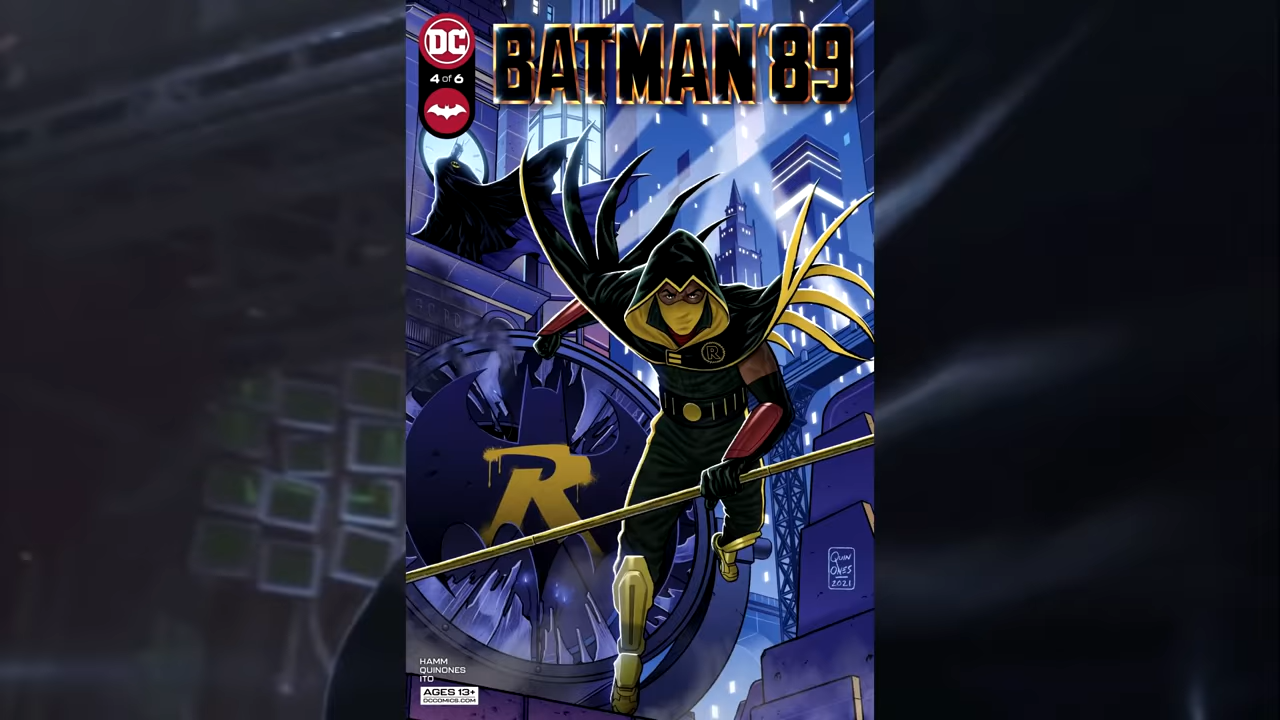 DC
BATMAN '89
4 of 6
R
R
QUIN
ONES
2021
HAMM
QUINONES
ITO
AGES 13+
DCCOMICS.COM